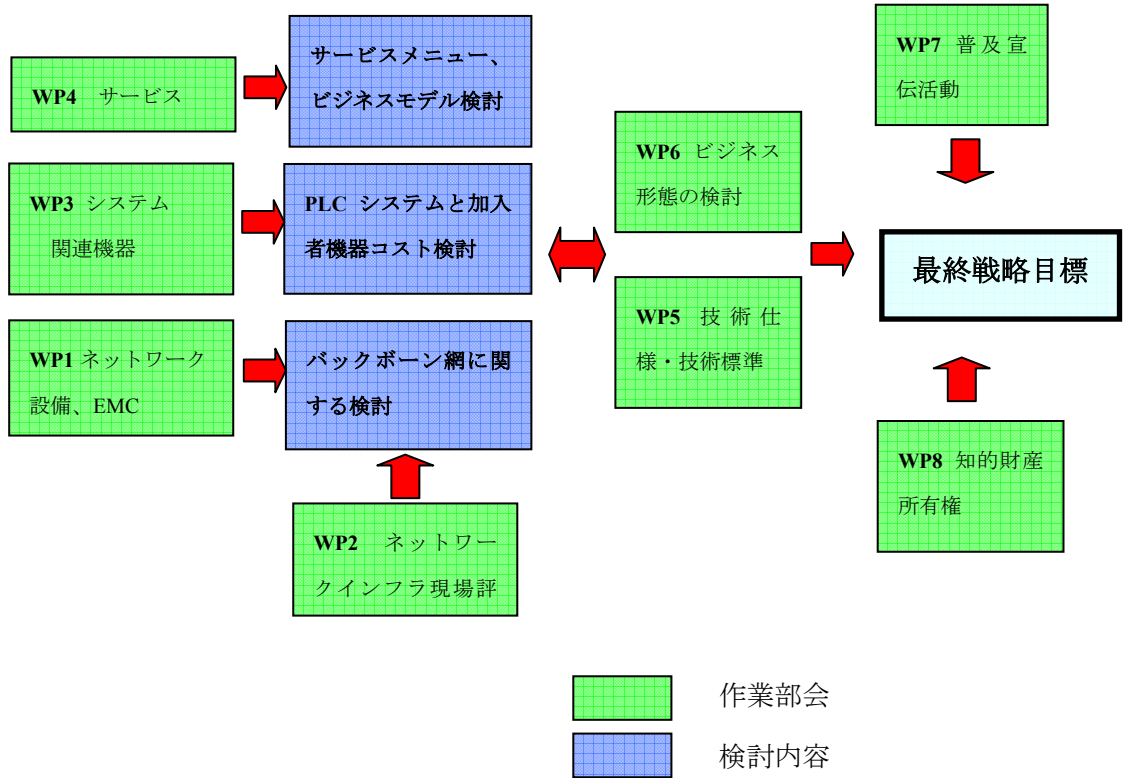 WP4 サービス
サービスメニュー、
ビジネスモデル検討
WP3 システム
関連機器
PLC システムと加入
者機器コスト検討
WP1 ネットワーク
設備、EMC
バックボーン網に関
する検討
WP2 ネットワー
クインフラ現場評
WP6 ビジネス
形態の検討
WP5 技術仕
様・技術標準
WP7 普及宣
伝活動
最終戦略目標
WP8 知的財産
所有権
作業部会
検討内容